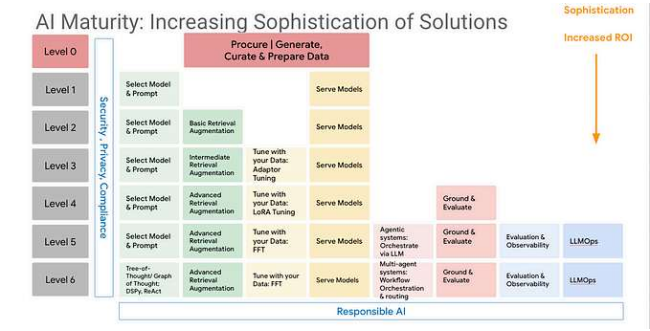 AI Maturity: Increasing Sophistication of Solutions
Sophistication
Increased ROI
Level 0
Procure | Generate,
Curate & Prepare Data
Security, Privacy, Compliance
Level 1
Select Model
& Prompt
Serve Models
Level 2
Select Model
& Prompt
Basic Retrieval
Augmentation
Serve Models
Level 3
Select Model
& Prompt
Intermediate
Retrieval
Augmentation
Tune with
your Data:
Adaptor
Tuning
Serve Models
Level 4
Select Model
& Prompt
Advanced
Retrieval
Augmentation
Tune with
your Data:
LoRA Tuning
Serve Models
Ground &
Evaluate
Level 5
Select Model
& Prompt
Advanced
Retrieval
Augmentation
Tune with
your Data:
FFT
Serve Models
Agentic
systems:
Orchestrate
via LLM
Ground &
Evaluate
Evaluation &
Observability
LLMOps
Level 6
Tree-of-
Thought/ Graph
of Thought;
DSPy, ReAct
Advanced
Retrieval
Augmentation
Tune with your
Data: FFT
Serve Models
Multi-agent
systems:
Workflow
Orchestration
& routing
Ground &
Evaluate
Evaluation &
Observability
LLMOps
Responsible AI